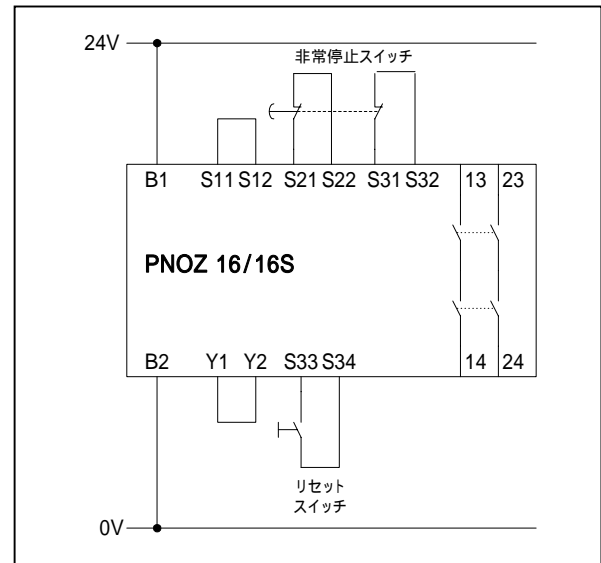 24V
非常停止スイッチ
B1 S11 S12 S21 S22 S31 S32 13 23
PNOZ 16/16S
B2 Y1 Y2 S33 S34 14 24
リセット
スイッチ
0V